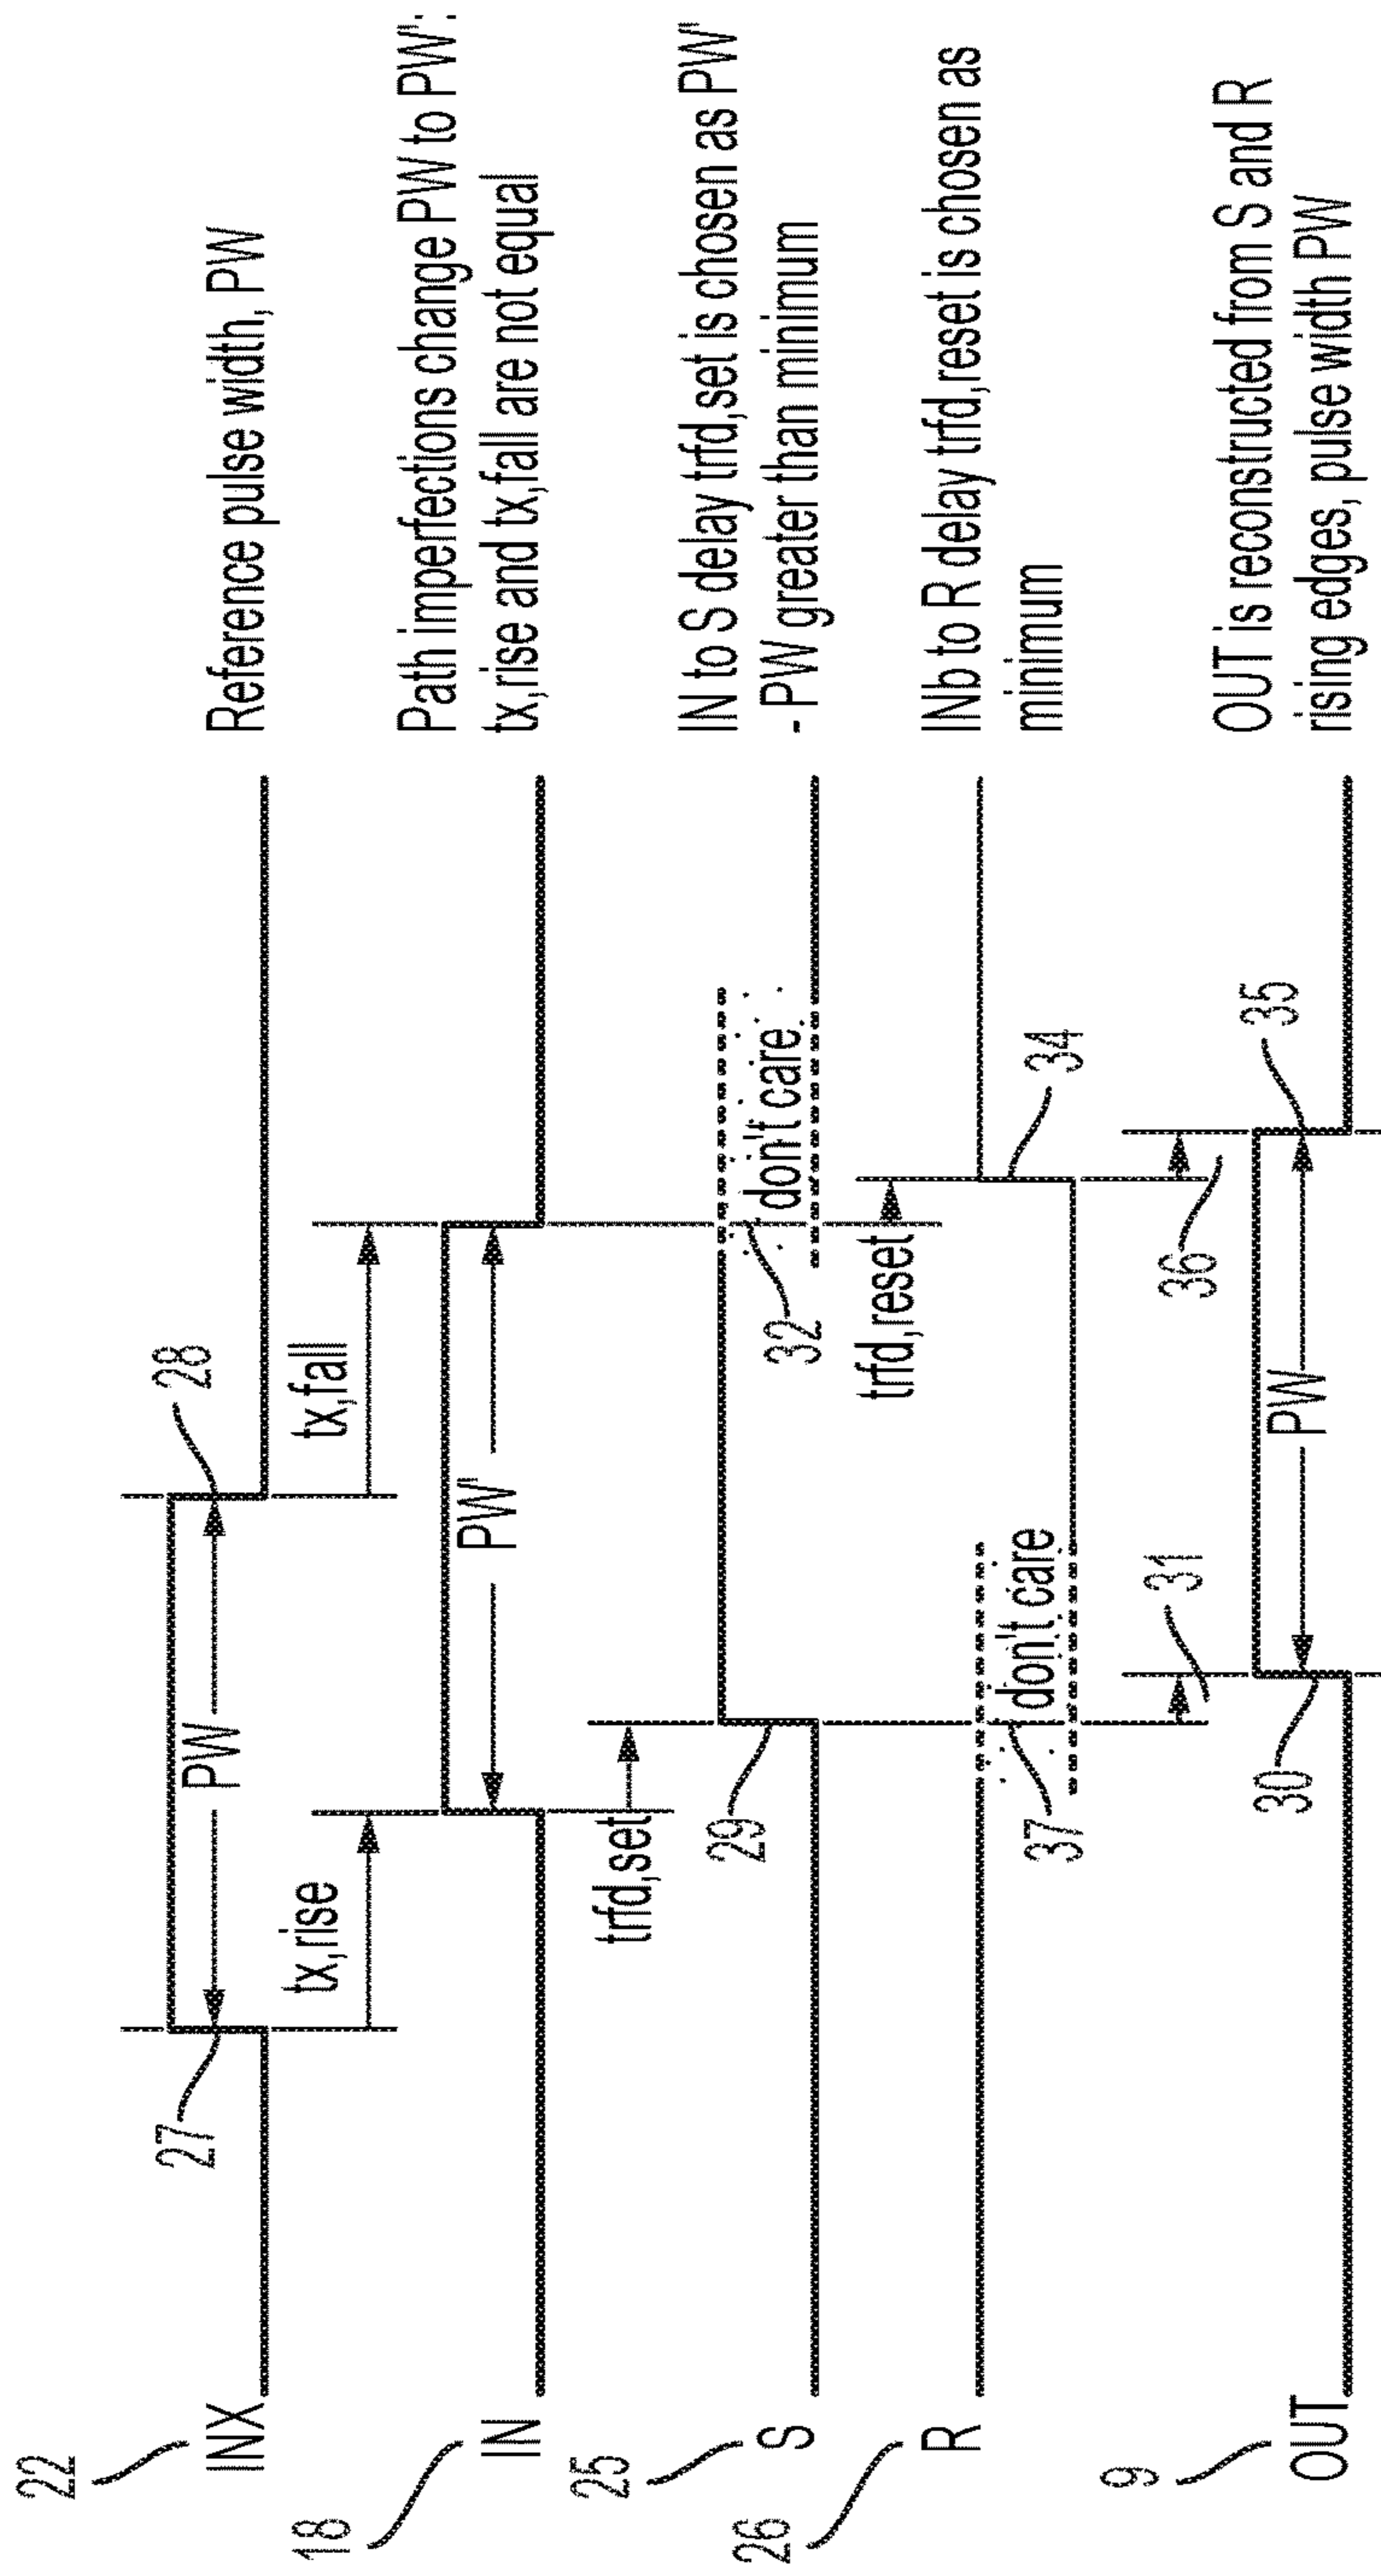 22
INX
27
PW
28
Reference pulse width, PW
18
IN
tx,rise
tx,fall
PW'
Path imperfections change PW to PW':
tx,rise and tx,fall are not equal
25
S
trfd,set
29
32
don't care
IN to S delay trfd,set is chosen as PW'
- PW greater than minimum
26
R
37
don't care
trfd,reset
34
INb to R delay trfd,reset is chosen as
minimum
9
OUT
30
31
PW
36
35
OUT is reconstructed from S and R
rising edges, pulse width PW